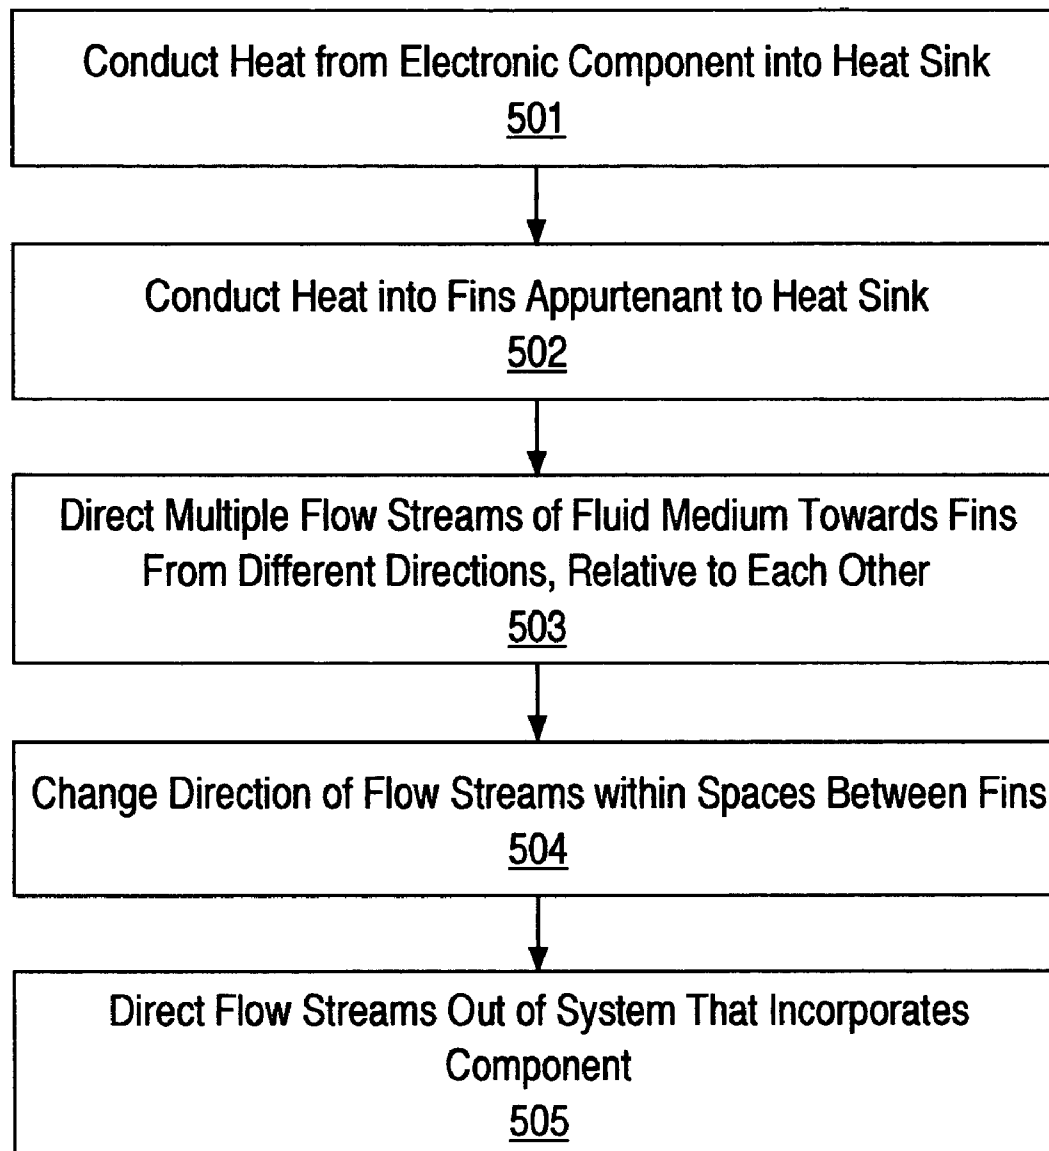 Conduct Heat from Electronic Component into Heat Sink
501
Conduct Heat into Fins Appurtenant to Heat Sink
502
Direct Multiple Flow Streams of Fluid Medium Towards Fins
From Different Directions, Relative to Each Other
503
Change Direction of Flow Streams within Spaces Between Fins
504
Direct Flow Streams Out of System That Incorporates
Component
505